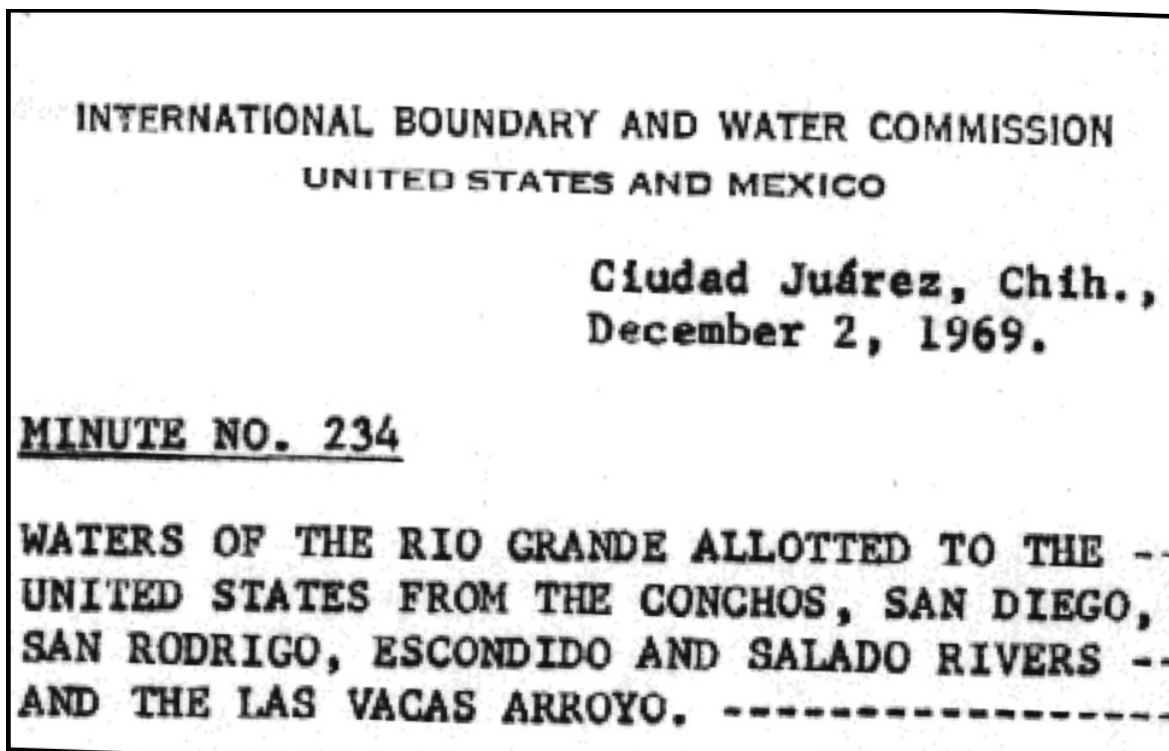 INTERNATIONAL BOUNDARY AND WATER COMMISSION
UNITED STATES AND MEXICO
Ciudad Juárez, Chih.,
December 2, 1969.
MINUTE NO. 234
WATERS OF THE RIO GRANDE ALLOTTED TO THE --
UNITED STATES FROM THE CONCHOS, SAN DIEGO,
SAN RODRIGO, ESCONDIDO AND SALADO RIVERS --
AND THE LAS VACAS ARROYO. -----------------